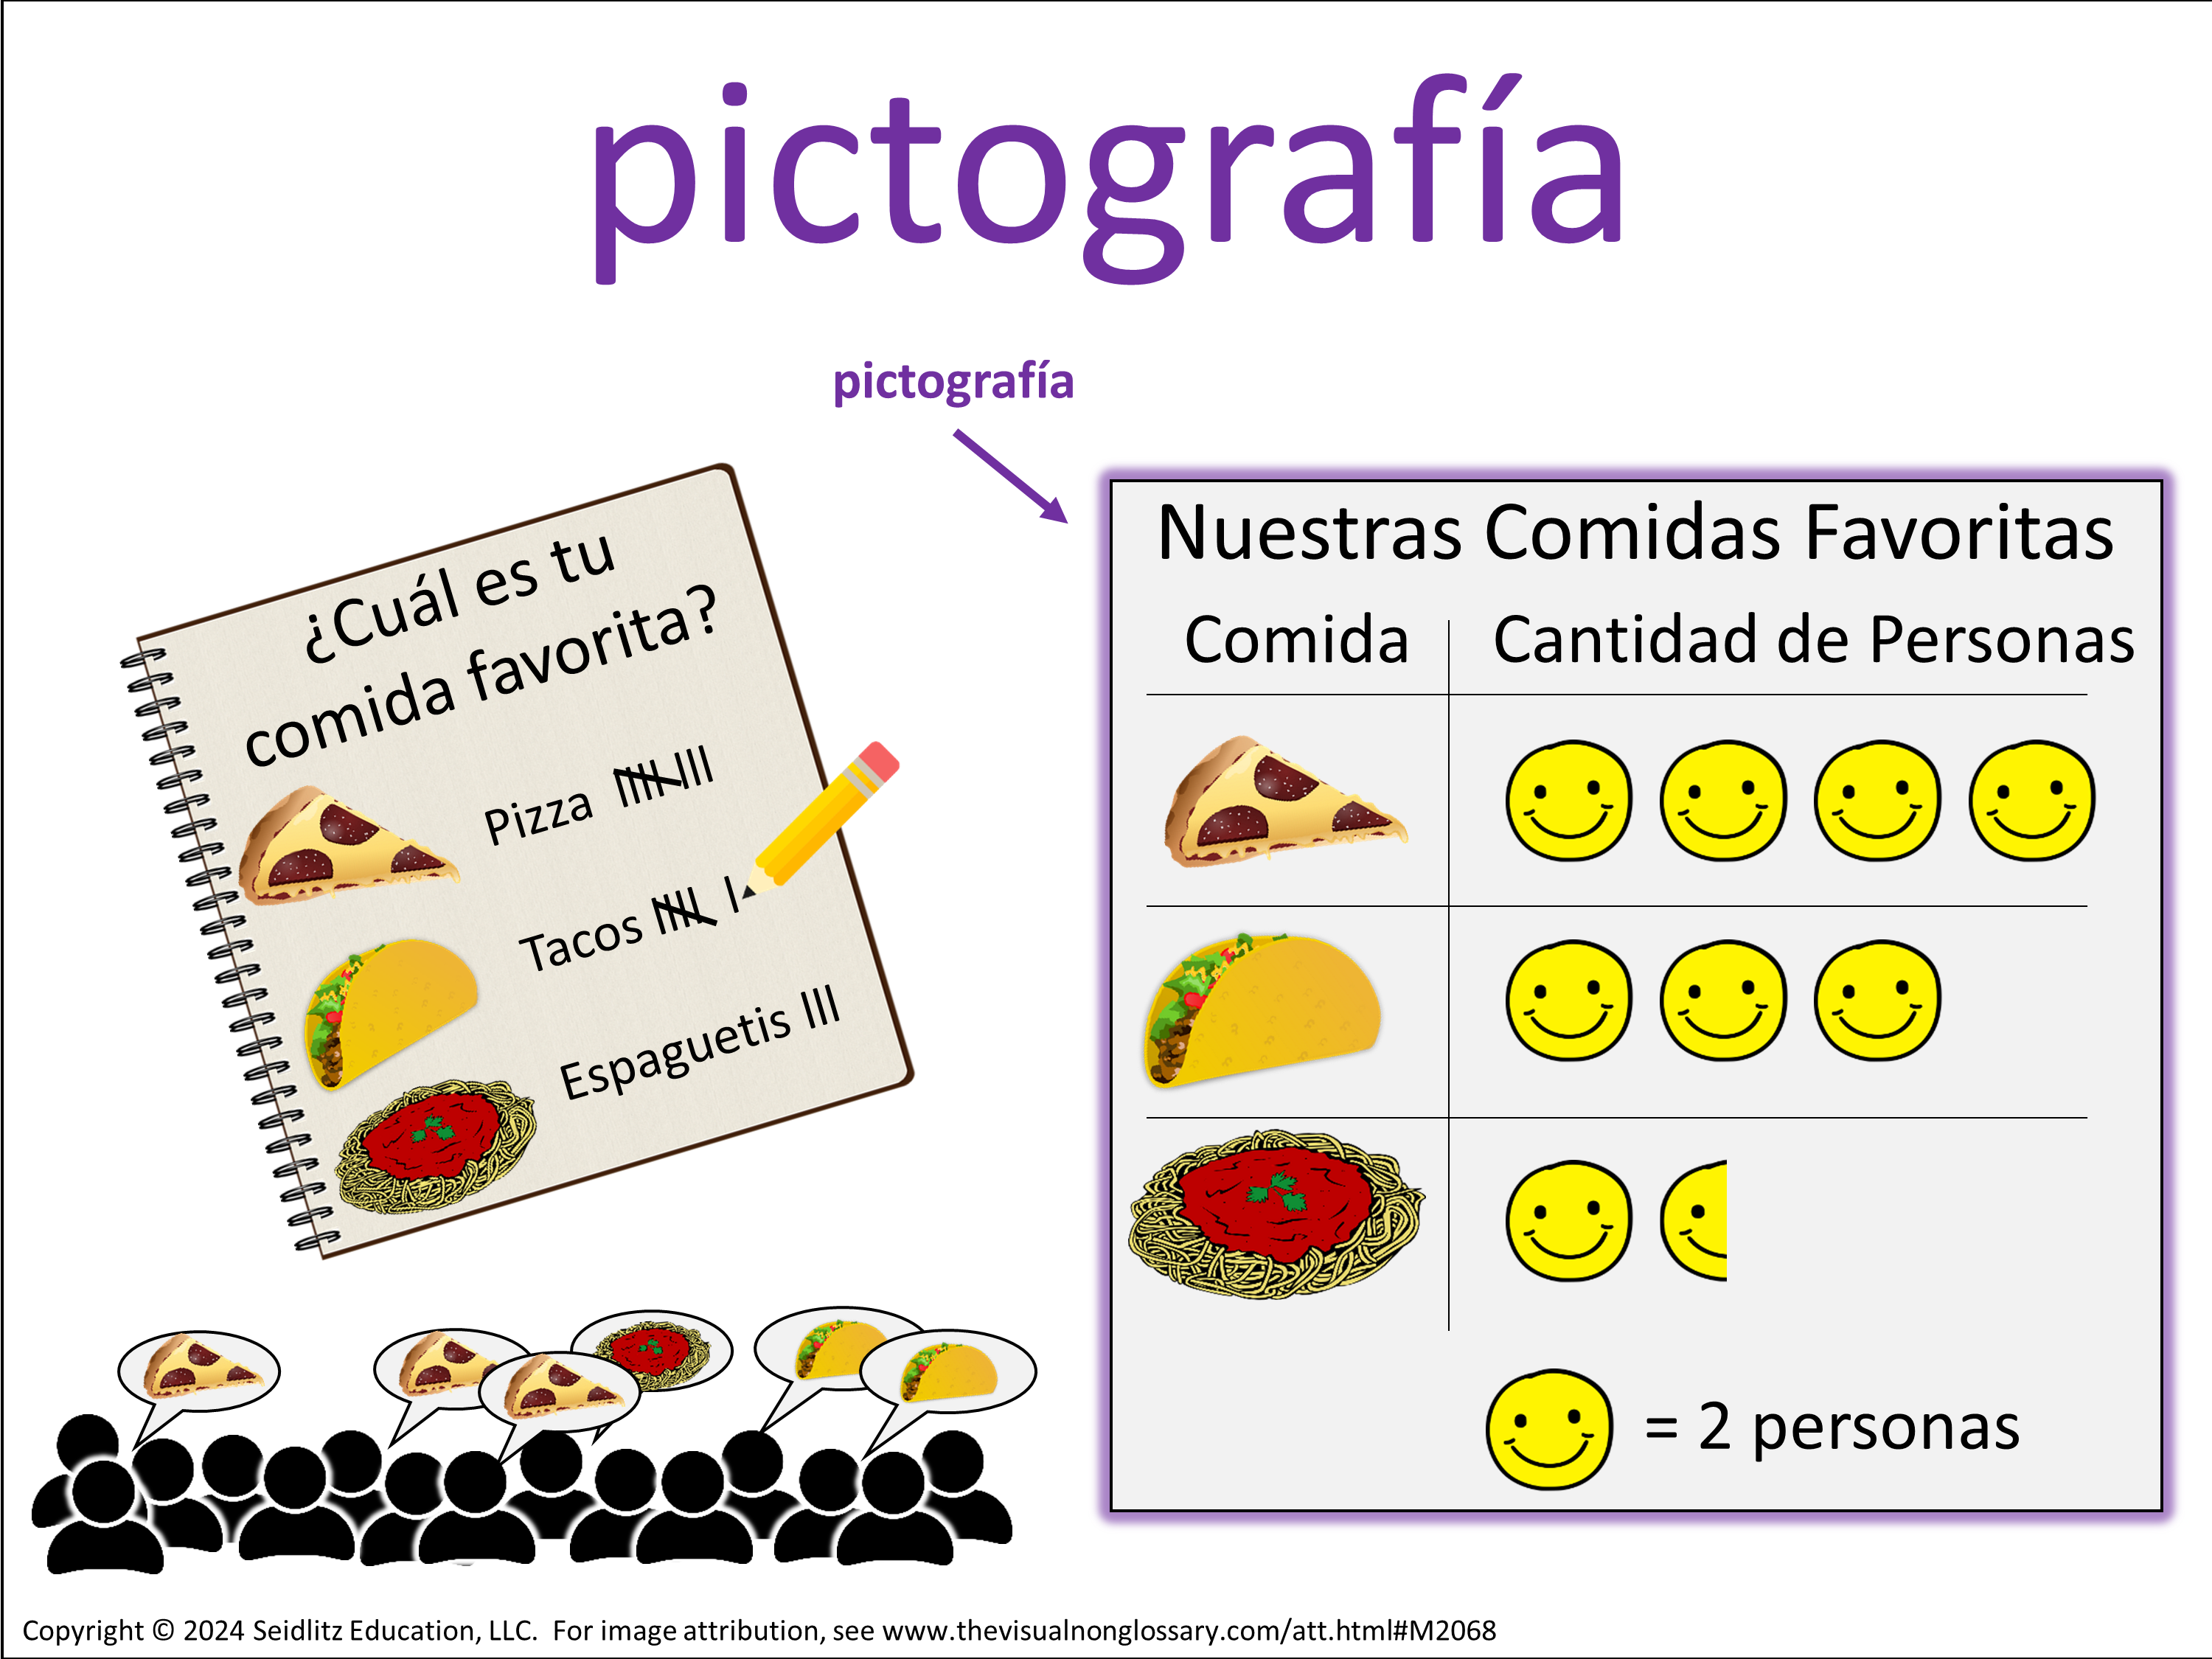 pictografía
pictografía
¿Cuál es tu
comida favorita?
Pizza
Tacos
Espaguetis
Nuestras Comidas Favoritas
Comida Cantidad de Personas
= 2 personas
Copyright © 2024 Seidlitz Education, LLC. For image attribution, see www.thevisualnonglossary.com/att.html#M2068